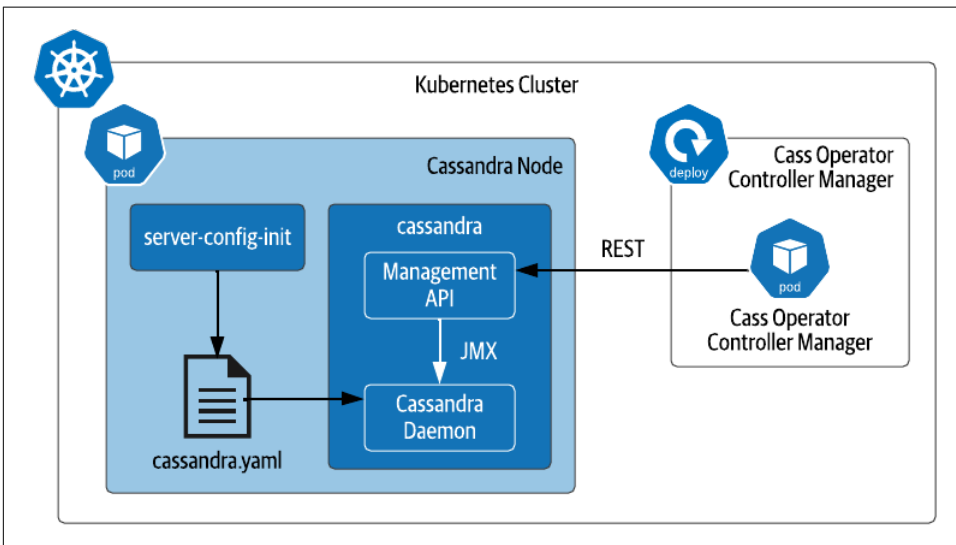 Kubernetes Cluster
pod
Cassandra Node
server-config-init
cassandra
Management
API
JMX
Cassandra
Daemon
cassandra.yaml
REST
deploy
Cass Operator
Controller Manager
pod
Cass Operator
Controller Manager